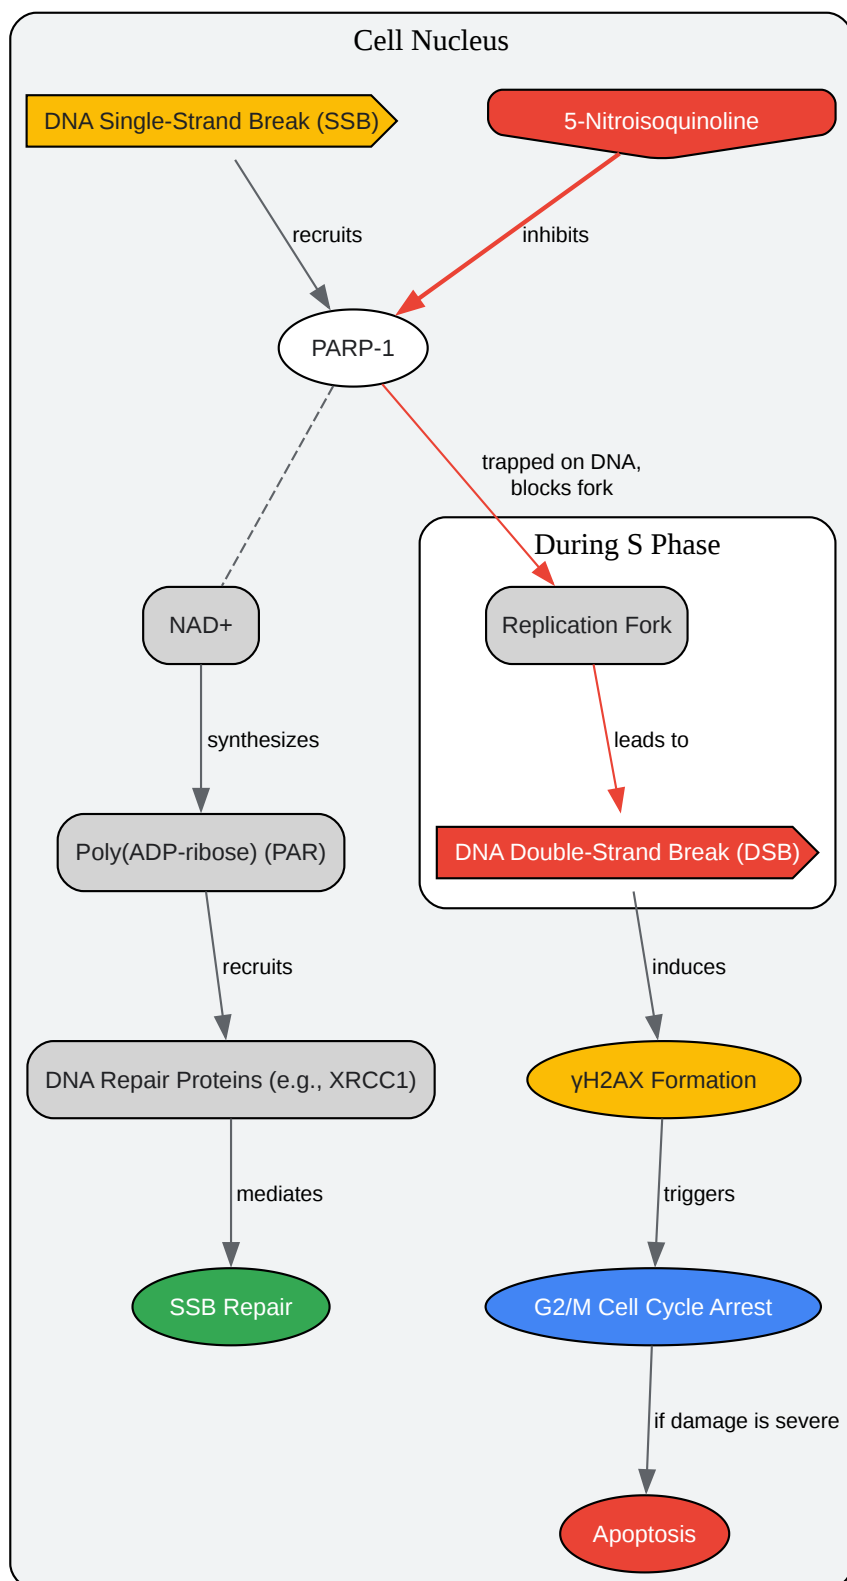 Cell Nucleus
DNA Single-Strand Break (SSB)
5-Nitroisoquinoline
recruits
inhibits
PARP-1
trapped on DNA,
blocks fork
During S Phase
NAD+
Replication Fork
synthesizes
leads to
Poly(ADP-ribose) (PAR)
DNA Double-Strand Break (DSB)
recruits
induces
DNA Repair Proteins (e.g., XRCC1)
γH2AX Formation
mediates
triggers
SSB Repair
G2/M Cell Cycle Arrest
if damage is severe
Apoptosis